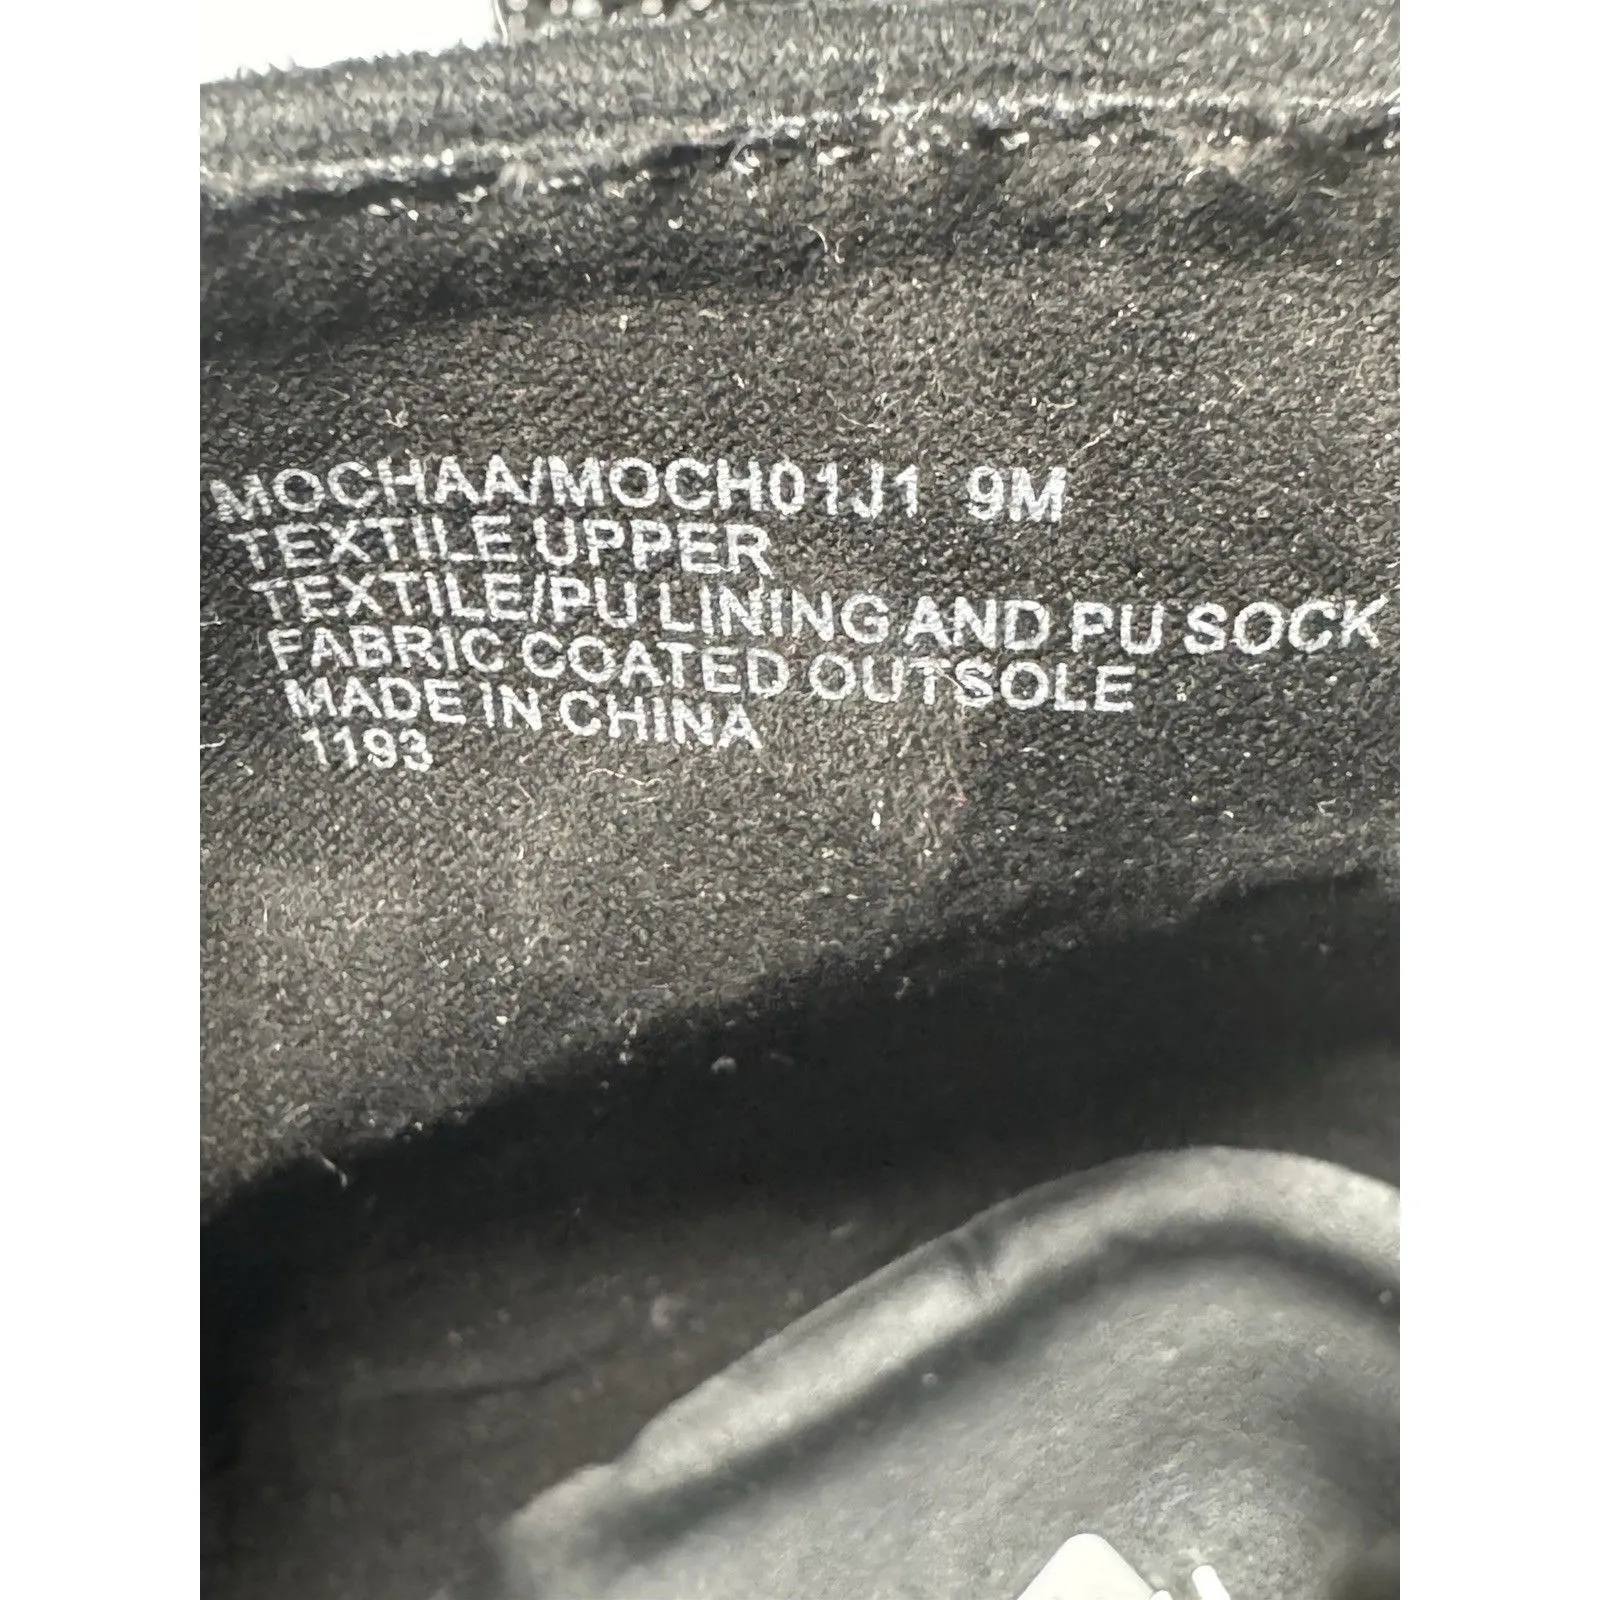 MOCHAA/MOCH01J1 9M
TEXTILE UPPER
TEXTILE/PU LINING AND PU SOCK
FABRIC COATED OUTSOLE
MADE IN CHINA
1193